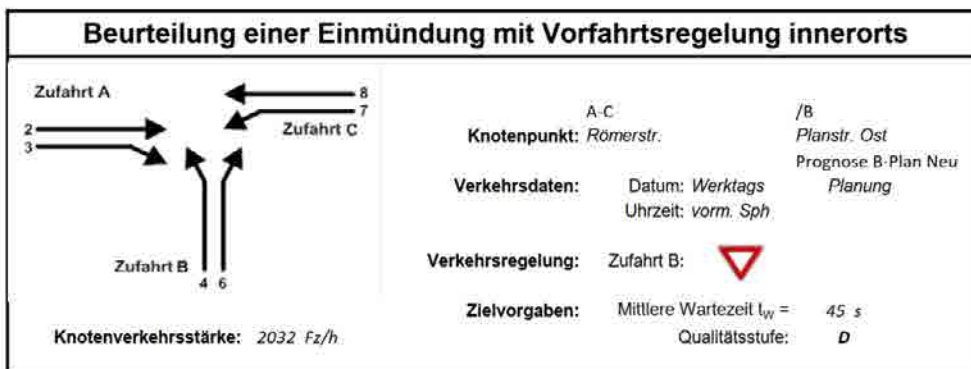 Beurteilung einer Einmündung mit Vorfahrtsregelung innerorts
Zufahrt A
8
7
Zufahrt C
2
3
Zufahrt B
4 6
Knotenverkehrsstärke: 2032 Fz/h
A-C /B
Knotenpunkt: Römerstr. Planstr. Ost
Prognose B-Plan Neu
Verkehrsdaten: Datum: Werktags Planung
Uhrzeit: vorm. Sph
Verkehrsregelung: Zufahrt B:
Zielvorgaben: Mittlere Wartezeit tW = 45 s
Qualitätsstufe: D